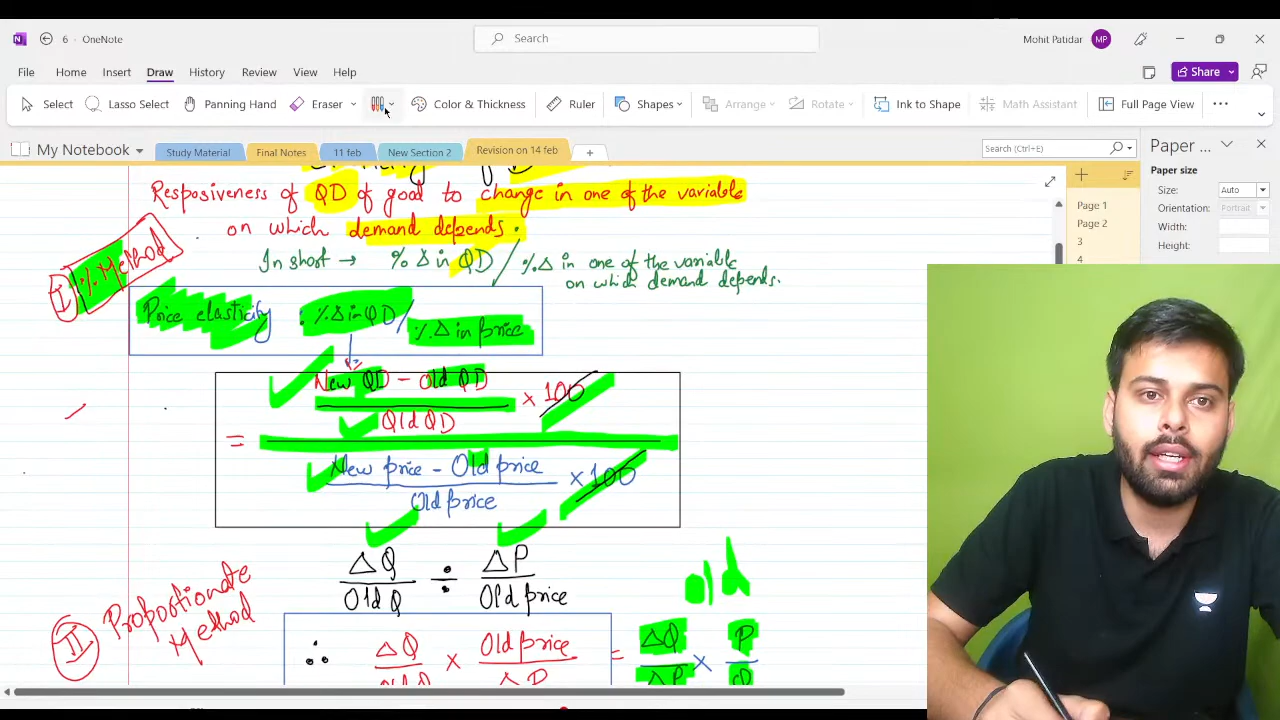 6 - OneNote
Search
Mohit Patidar MP
File Home Insert Draw History Review View Help
Share
Select Lasso Select Panning Hand Eraser Color & Thickness Ruler Shapes Arrange Rotate Ink to Shape Math Assistant Full Page View
My Notebook Study Material Final Notes 11 feb New Section 2 Revision on 14 feb + Search (Ctrl+E)
Paper ...
Size: Auto
Orientation: Portrait
Width:
Height:
Page 1
Page 2
3
4
Resposiveness of QD of good to change in one of the variable
on which demand depends.
In short → % Δ in QD / % Δ in one of the variable
on which demand depends.
I % Method
Price elasticity : % Δ in QD / % Δ in price
New QD - Old QD × 100
Old QD
=
New price - Old price × 100
Old price
ΔQ ÷ ΔP
Old Q Old price
old
II Proportionate
Method
∴ ΔQ × Old price = ΔQ × P
ΔP